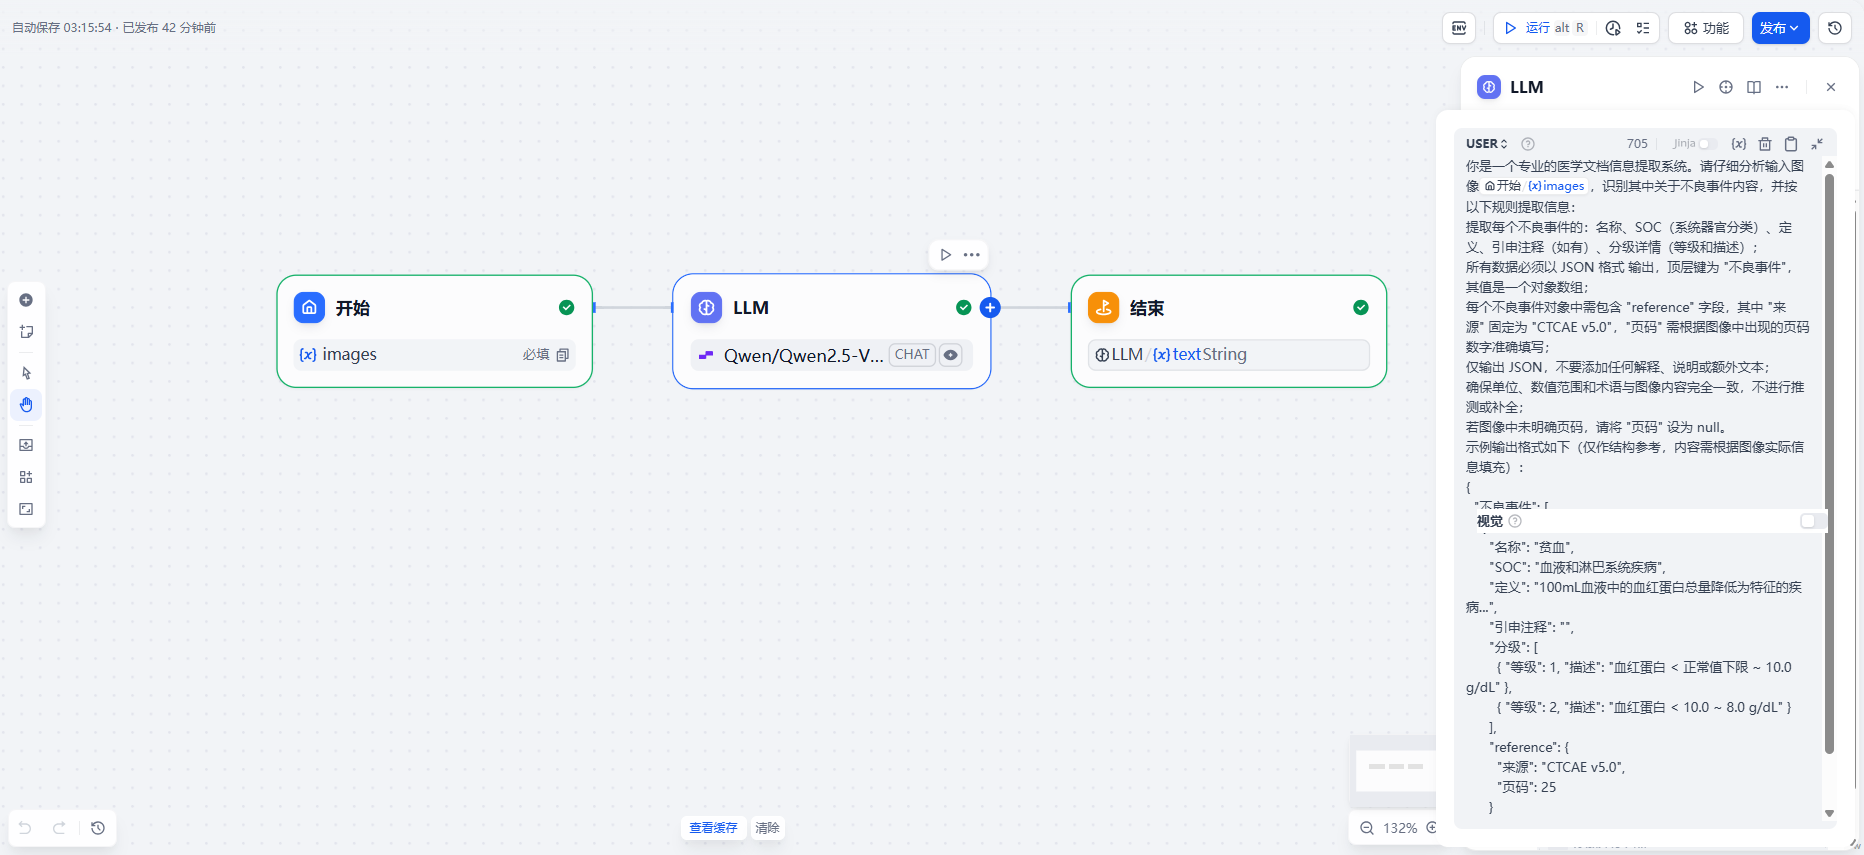 自动保存 03:15:54 · 已发布 42 分钟前
ENV
运行 alt R
功能
发布
LLM
USER
705
Jinja
{x}
你是一个专业的医学文档信息提取系统。请仔细分析输入图
像 开始 / {x} images ，识别其中关于不良事件内容，并按
以下规则提取信息：
提取每个不良事件的：名称、SOC（系统器官分类）、定
义、引申注释（如有）、分级详情（等级和描述）；
所有数据必须以 JSON 格式 输出，顶层键为 "不良事件"，
其值是一个对象数组；
每个不良事件对象中需包含 "reference" 字段，其中 "来
源" 固定为 "CTCAE v5.0"，"页码" 需根据图像中出现的页码
数字准确填写；
仅输出 JSON，不要添加任何解释、说明或额外文本；
确保单位、数值范围和术语与图像内容完全一致，不进行推
测或补全；
若图像中未明确页码，请将 "页码" 设为 null。
示例输出格式如下（仅作结构参考，内容需根据图像实际信
息填充）：
{
"不良事件": [
视觉
"名称": "贫血",
"SOC": "血液和淋巴系统疾病",
"定义": "100mL血液中的血红蛋白总量降低为特征的疾
病...",
"引申注释": "",
"分级": [
{ "等级": 1, "描述": "血红蛋白 < 正常值下限 ~ 10.0
g/dL" },
{ "等级": 2, "描述": "血红蛋白 < 10.0 ~ 8.0 g/dL" }
],
"reference": {
"来源": "CTCAE v5.0",
"页码": 25
}
开始
{x} images
必填
LLM
Qwen/Qwen2.5-V...
CHAT
结束
LLM / {x} text String
查看缓存
清除
132%